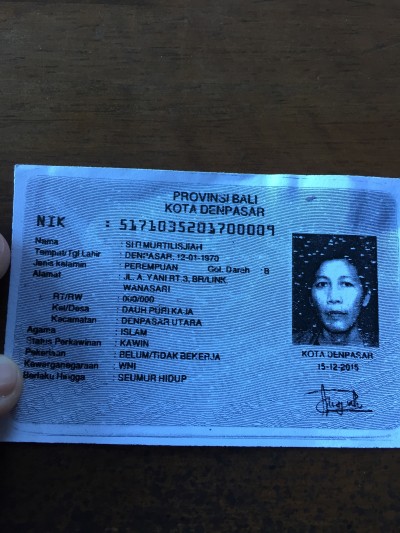 PROVINSI BALI
KOTA DENPASAR
NIK : 5171035201700009
Nama : SITI MURTILISJIAH
Tempat/Tgl Lahir : DENPASAR, 12-01-1970
Jenis kelamin : PEREMPUAN Gol. Darah : B
Alamat : JL. A. YANI RT 3, BR/LINK.
WANASARI
RT/RW : 000/000
Kel/Desa : DAUH PURI KAJA
Kecamatan : DENPASAR UTARA
Agama : ISLAM
Status Perkawinan : KAWIN
Pekerjaan : BELUM/TIDAK BEKERJA
Kewarganegaraan : WNI
Berlaku Hingga : SEUMUR HIDUP
KOTA DENPASAR
15-12-2015